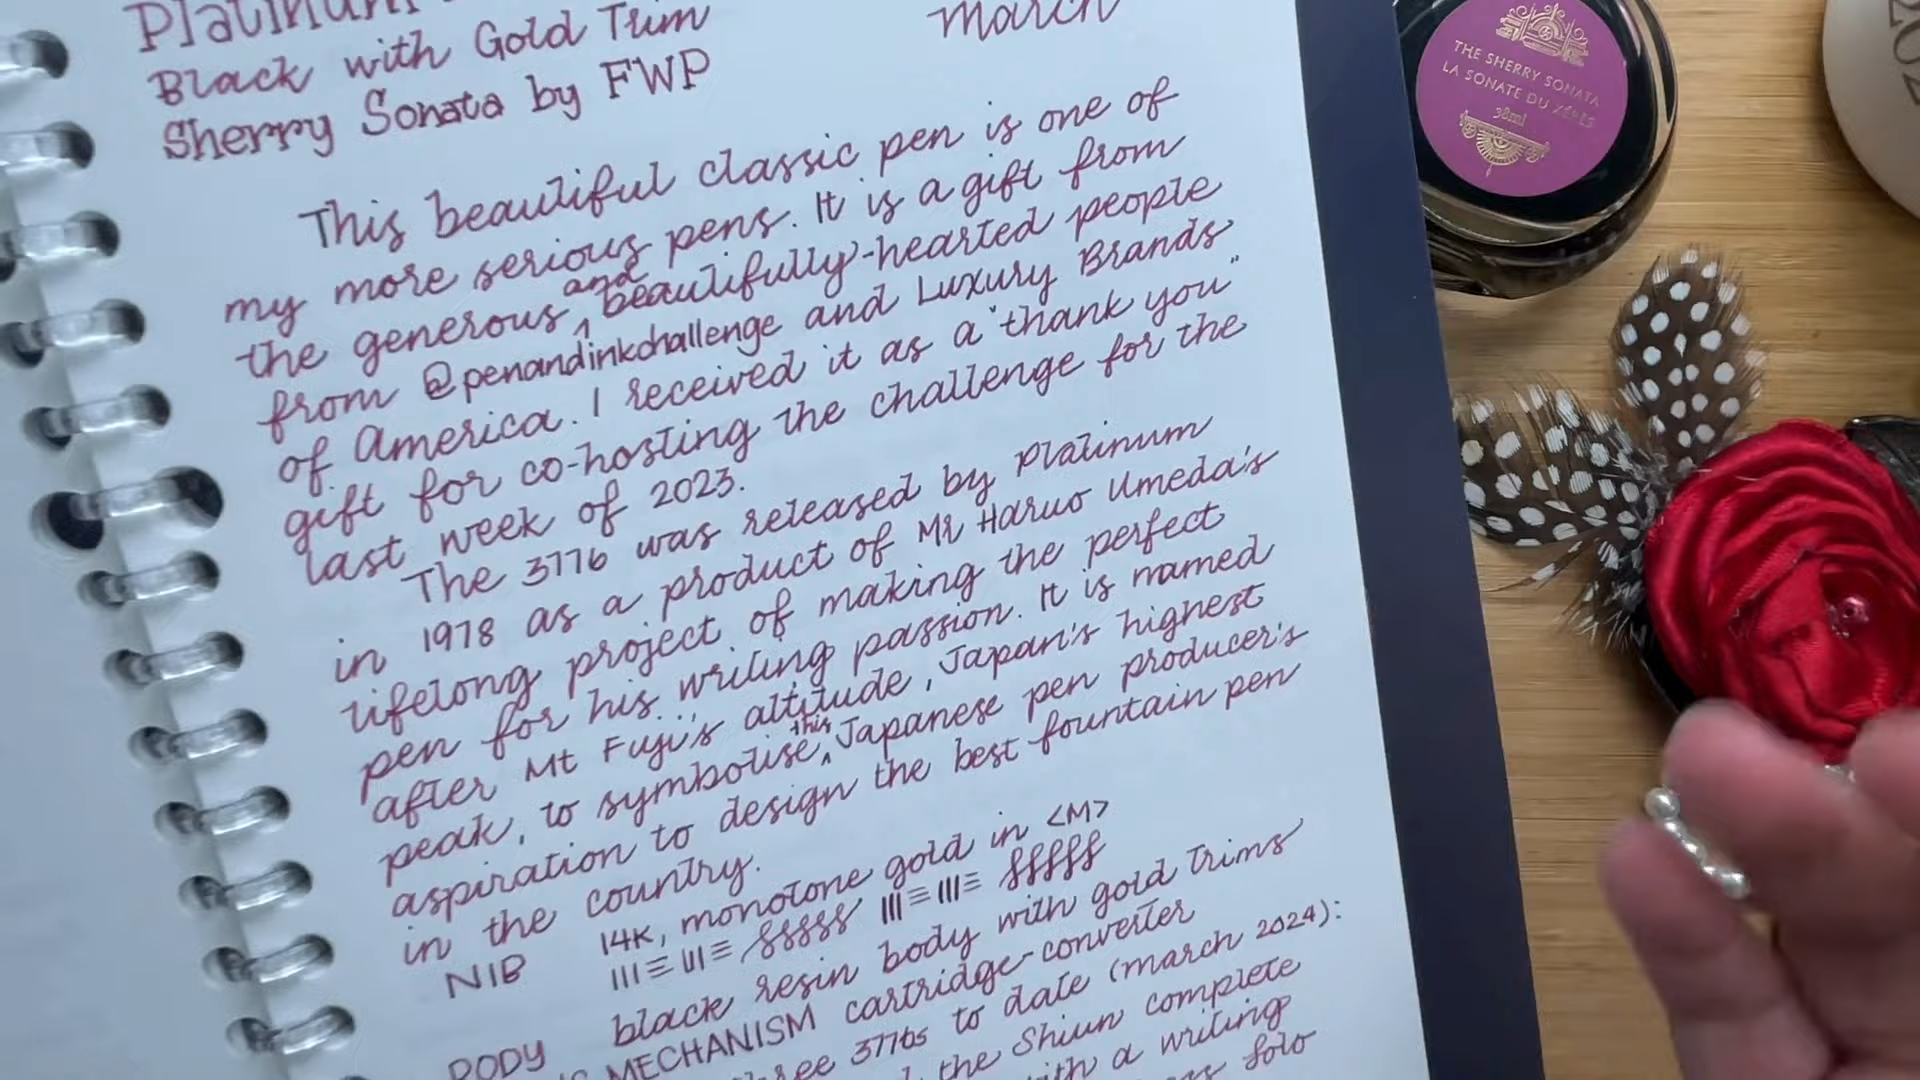 Platinum
Black with Gold Trim
Sherry Sonata by FWP
March
This beautiful classic pen is one of
my more serious pens. It is a gift from
the generous and beautifully-hearted people
from @penandinkchallenge and Luxury Brands
of America. I received it as a "thank you"
gift for co-hosting the challenge for the
last week of 2023.
The 3776 was released by Platinum
in 1978 as a product of Mr Haruo Umeda's
lifelong project of making the perfect
pen for his writing passion. It is named
after Mt Fuji's altitude, Japan's highest
peak, to symbolise this Japanese pen producer's
aspiration to design the best fountain pen
in the country.
NIB 14K, monotone gold in <M>
BODY black resin body with gold trims
MECHANISM cartridge-converter
three 3776s to date (March 2024):
the Shiun complete
with a writing
solo
THE SHERRY SONATA
LA SONATE DU XÉRÈS
38ml
202